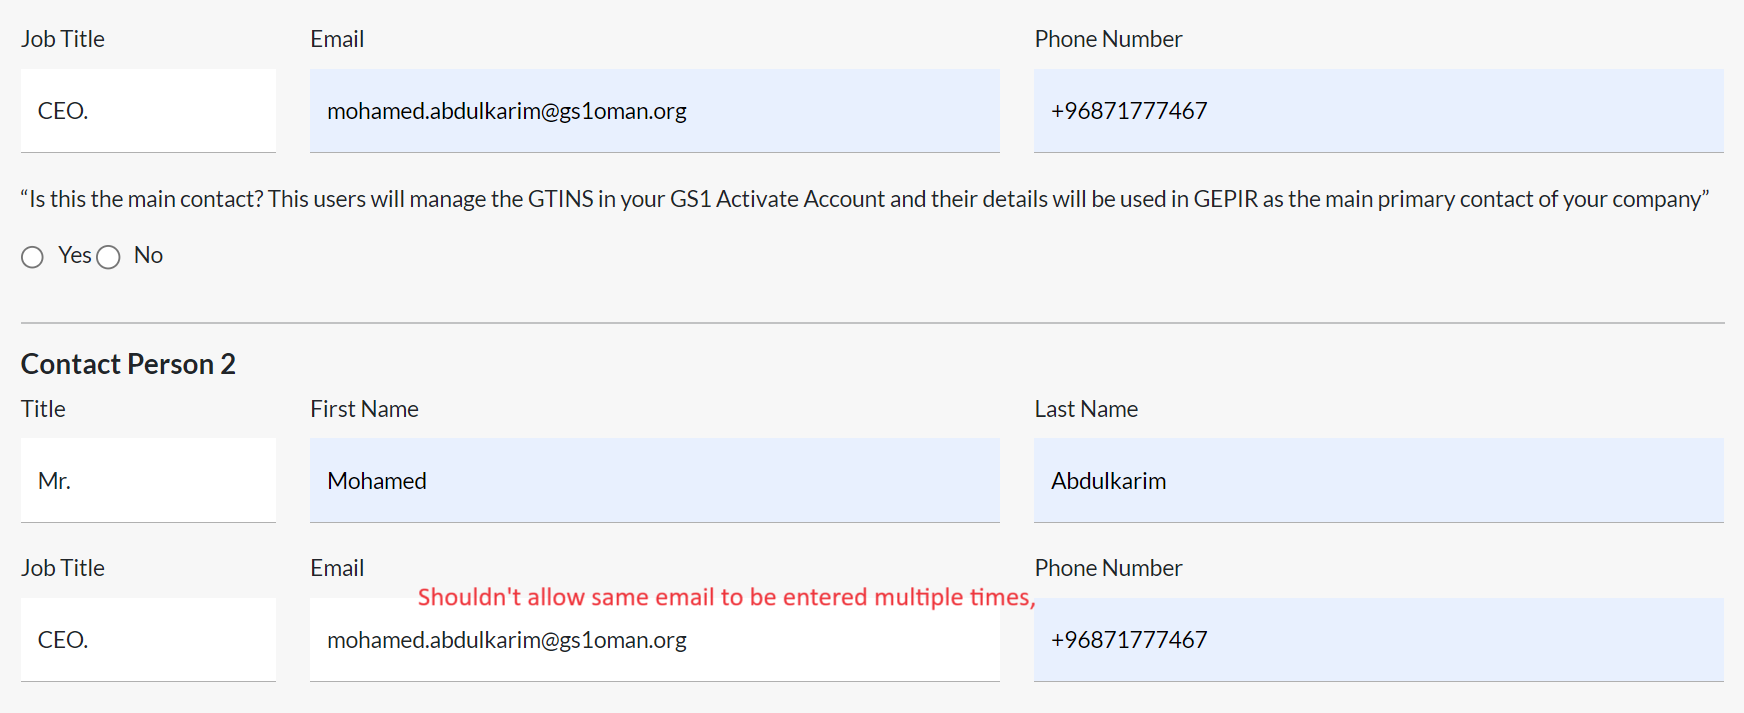 Job Title Email Phone Number
CEO. mohamed.abdulkarim@gs1oman.org +96871777467
“Is this the main contact? This users will manage the GTINS in your GS1 Activate Account and their details will be used in GEPIR as the main primary contact of your company”
Yes No
Contact Person 2
Title First Name Last Name
Mr. Mohamed Abdulkarim
Job Title Email Phone Number
Shouldn't allow same email to be entered multiple times,
CEO. mohamed.abdulkarim@gs1oman.org +96871777467